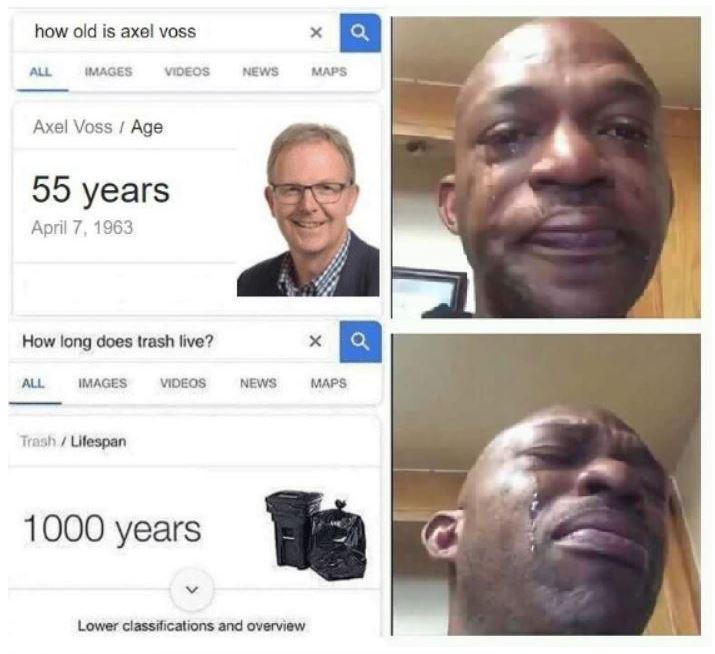 how old is axel voss ×
ALL IMAGES VIDEOS NEWS MAPS
Axel Voss / Age
55 years
April 7, 1963
How long does trash live? ×
ALL IMAGES VIDEOS NEWS MAPS
Trash / Lifespan
1000 years
Lower classifications and overview